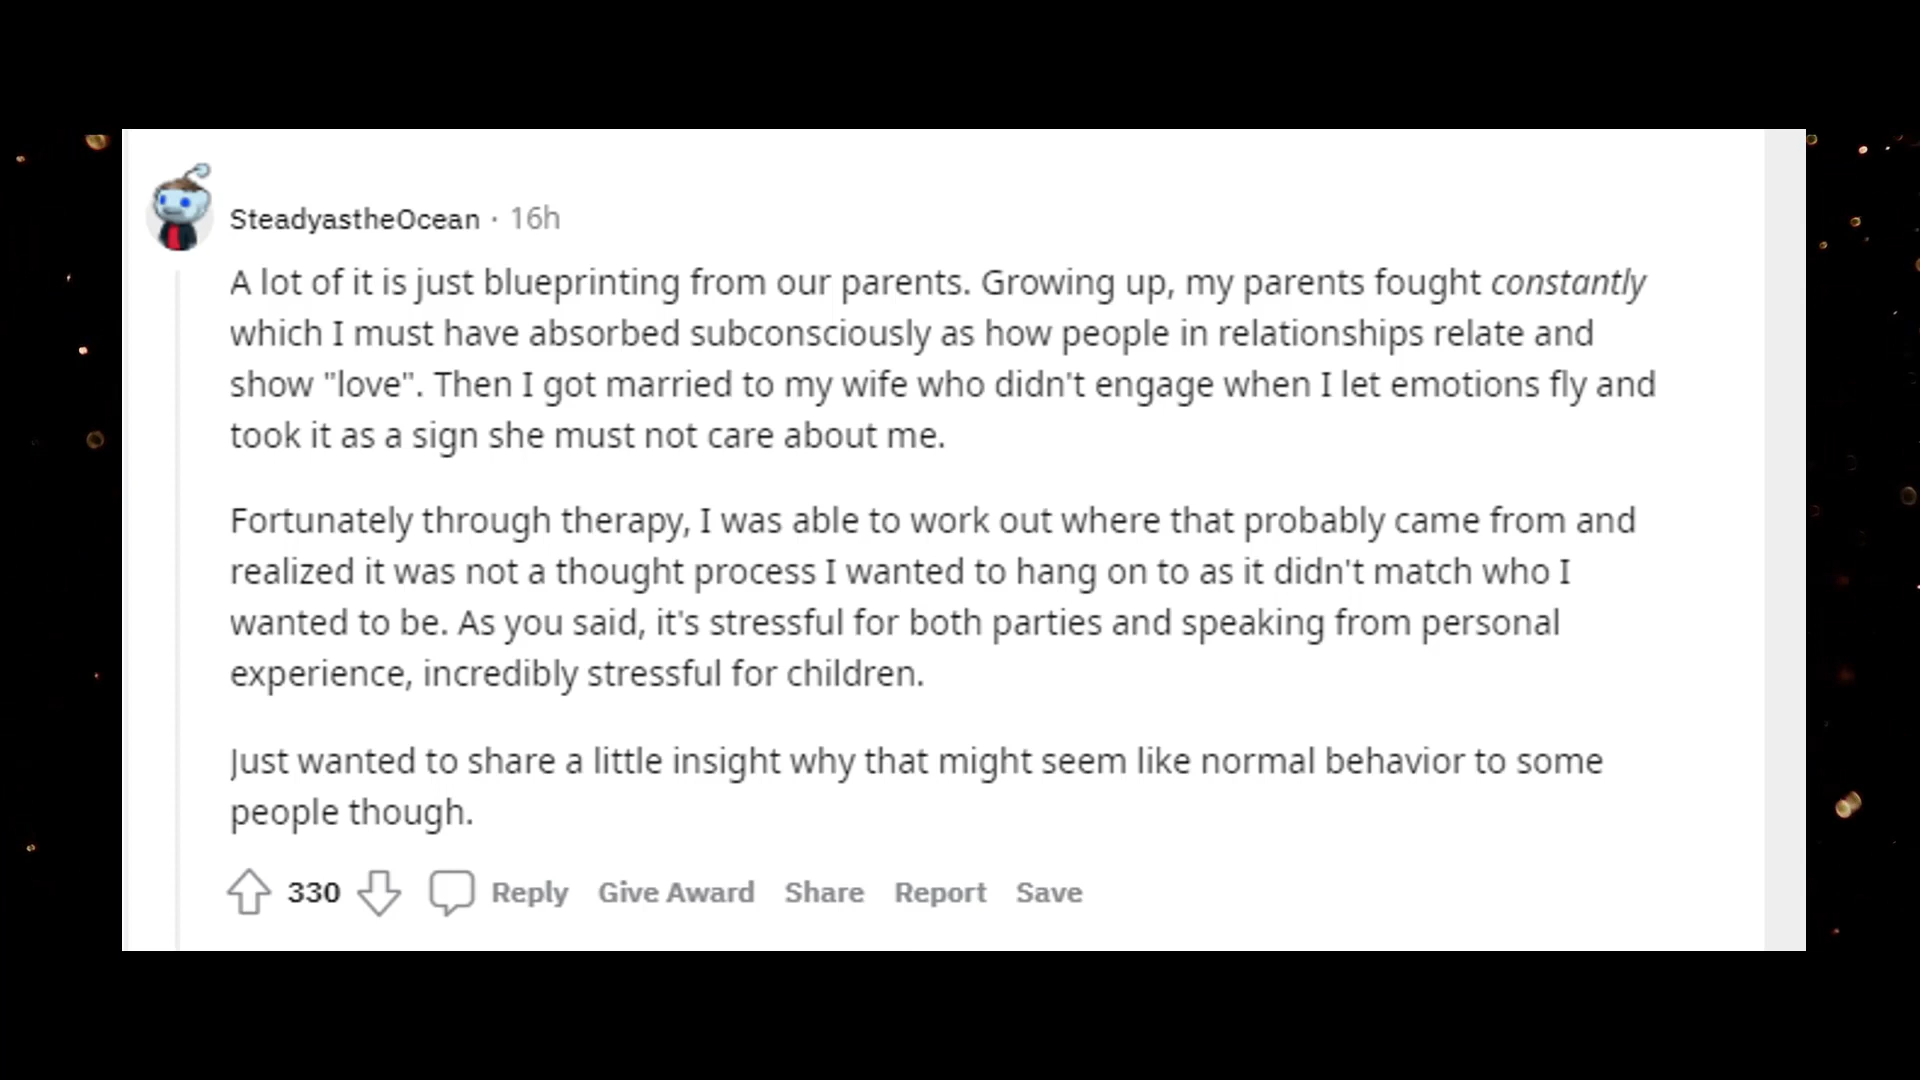 SteadyastheOcean · 16h
A lot of it is just blueprinting from our parents. Growing up, my parents fought constantly
which I must have absorbed subconsciously as how people in relationships relate and
show "love". Then I got married to my wife who didn't engage when I let emotions fly and
took it as a sign she must not care about me.
Fortunately through therapy, I was able to work out where that probably came from and
realized it was not a thought process I wanted to hang on to as it didn't match who I
wanted to be. As you said, it's stressful for both parties and speaking from personal
experience, incredibly stressful for children.
Just wanted to share a little insight why that might seem like normal behavior to some
people though.
330 Reply Give Award Share Report Save